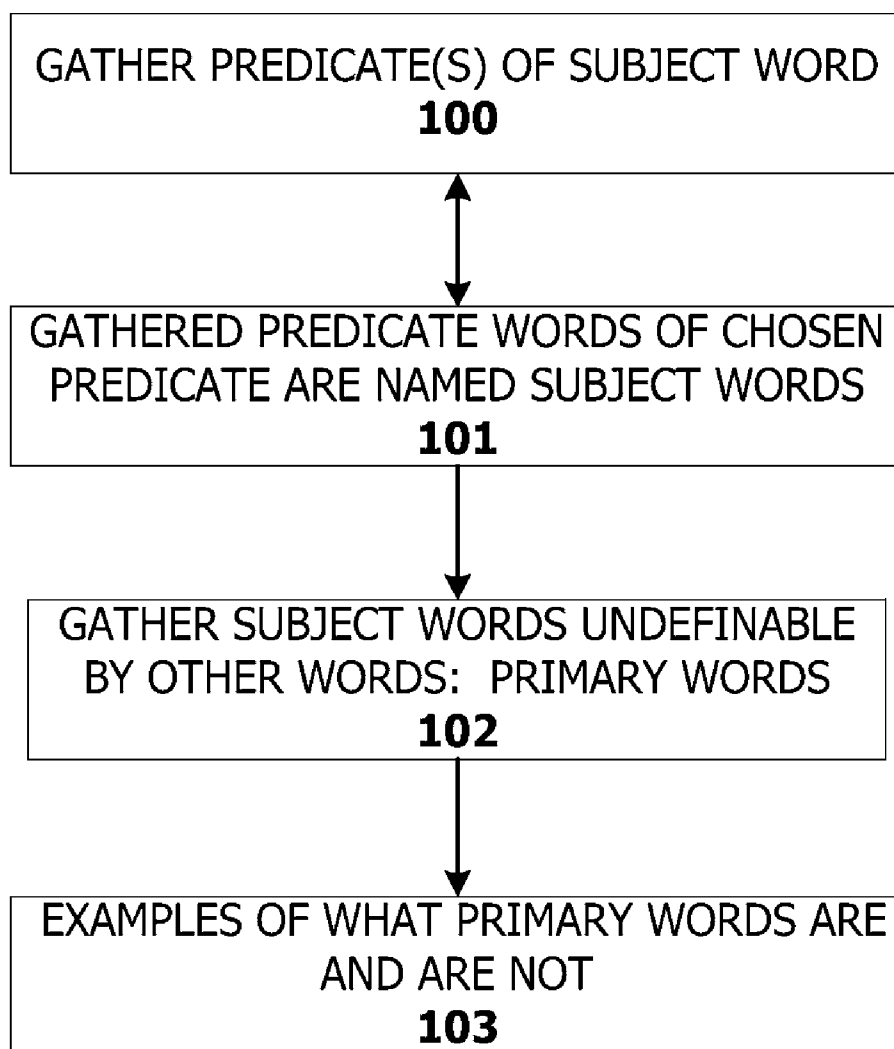 GATHER PREDICATE(S) OF SUBJECT WORD
100
GATHERED PREDICATE WORDS OF CHOSEN
PREDICATE ARE NAMED SUBJECT WORDS
101
GATHER SUBJECT WORDS UNDEFINABLE
BY OTHER WORDS: PRIMARY WORDS
102
EXAMPLES OF WHAT PRIMARY WORDS ARE
AND ARE NOT
103